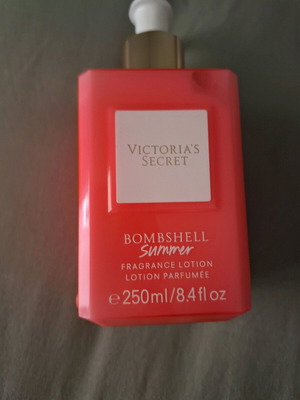 VICTORIA'S
SECRET
BOMBSHELL
Summer
FRAGRANCE LOTION
LOTION PARFUMÉE
℮ 250ml/8.4 fl oz